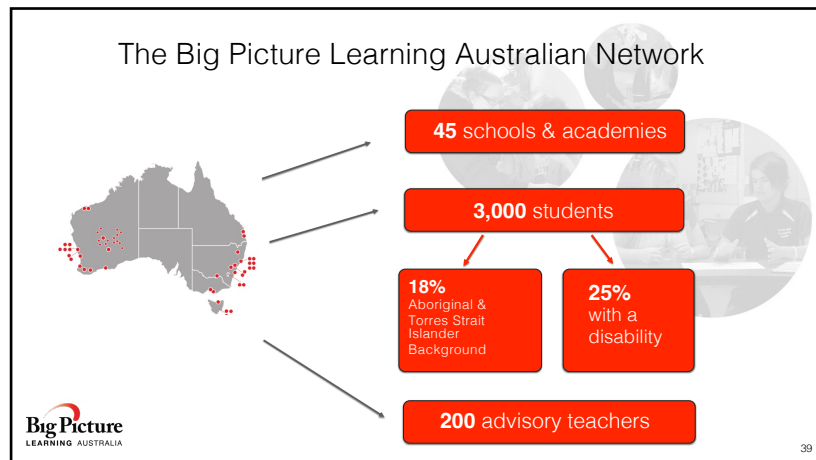 The Big Picture Learning Australian Network
45 schools & academies
3,000 students
18%
Aboriginal &
Torres Strait
Islander
Background
25%
with a
disability
200 advisory teachers
Big Picture
LEARNING AUSTRALIA
39